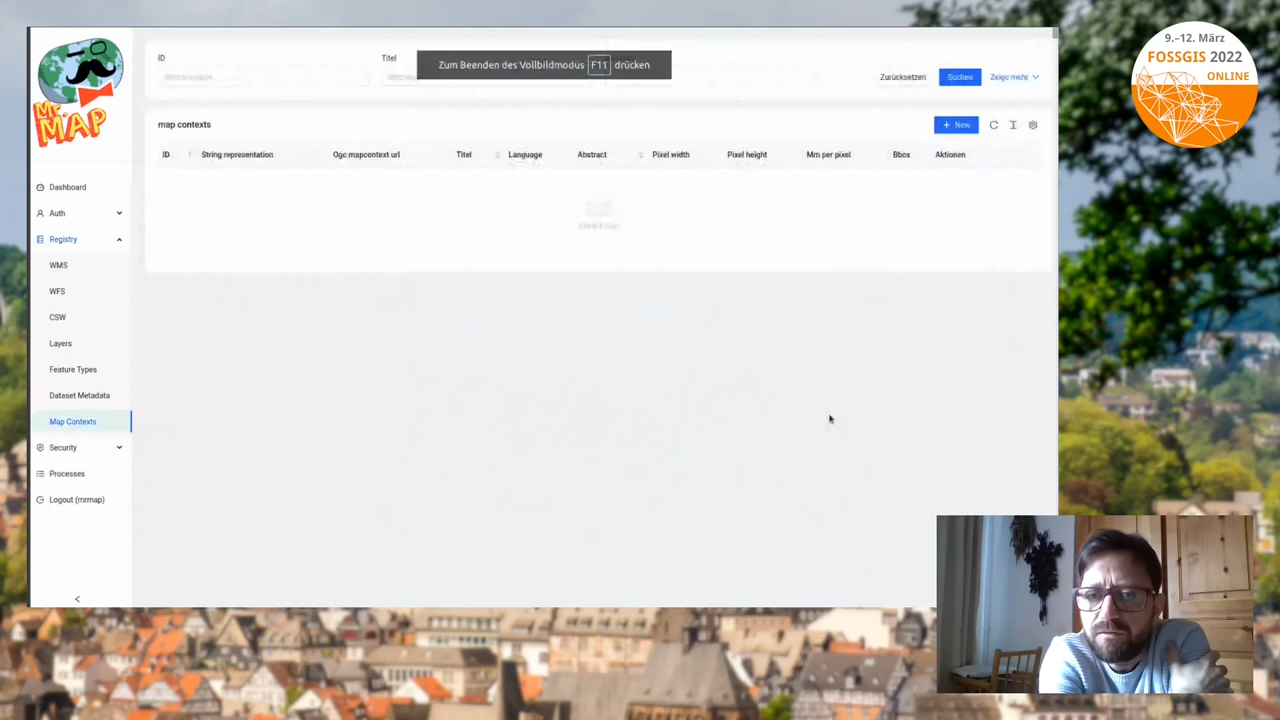 9.–12. März
FOSSGIS 2022
ONLINE
MR.
MAP
ID
Titel
Zum Beenden des Vollbildmodus F11 drücken
Zurücksetzen
Suchen
Zeige mehr
map contexts
+ New
ID
String representation
Ogc mapcontext url
Titel
Language
Abstract
Pixel width
Pixel height
Mm per pixel
Bbox
Aktionen
Dashboard
Auth
Registry
WMS
WFS
CSW
Layers
Feature Types
Dataset Metadata
Map Contexts
Security
Processes
Logout (mrmap)